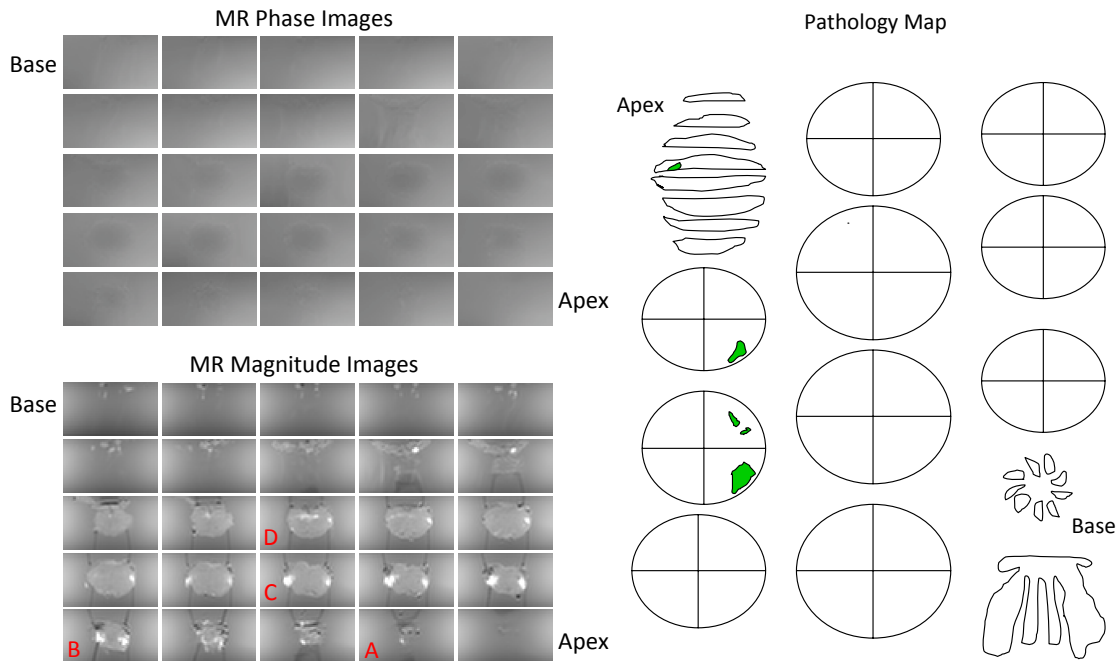 MR Phase Images
Base
Apex
MR Magnitude Images
Base
D
C
B
A
Apex
Pathology Map
Apex
Base